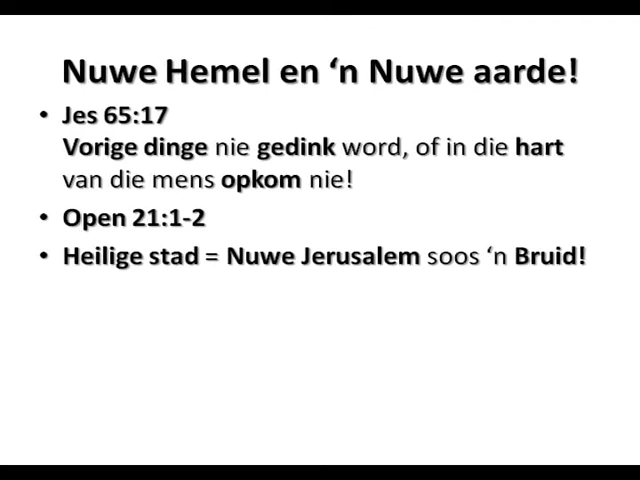 Nuwe Hemel en ‘n Nuwe aarde!
• Jes 65:17
Vorige dinge nie gedink word, of in die hart
van die mens opkom nie!
• Open 21:1-2
• Heilige stad = Nuwe Jerusalem soos ‘n Bruid!